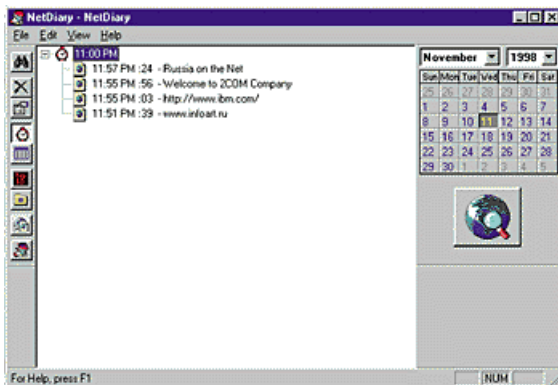 NetDiary - NetDiary
File Edit View Help
11:00 PM
11:57 PM :24 - Russia on the Net
11:55 PM :56 - Welcome to 2COM Company
11:55 PM :03 - http://www.ibm.com/
11:51 PM :39 - www.infoart.ru
November 1998
Sun Mon Tue Wed Thu Fri Sat
25 26 27 28 29 30 31
1 2 3 4 5 6 7
8 9 10 11 12 13 14
15 16 17 18 19 20 21
22 23 24 25 26 27 28
29 30 1 2 3 4 5
For Help, press F1
NUM